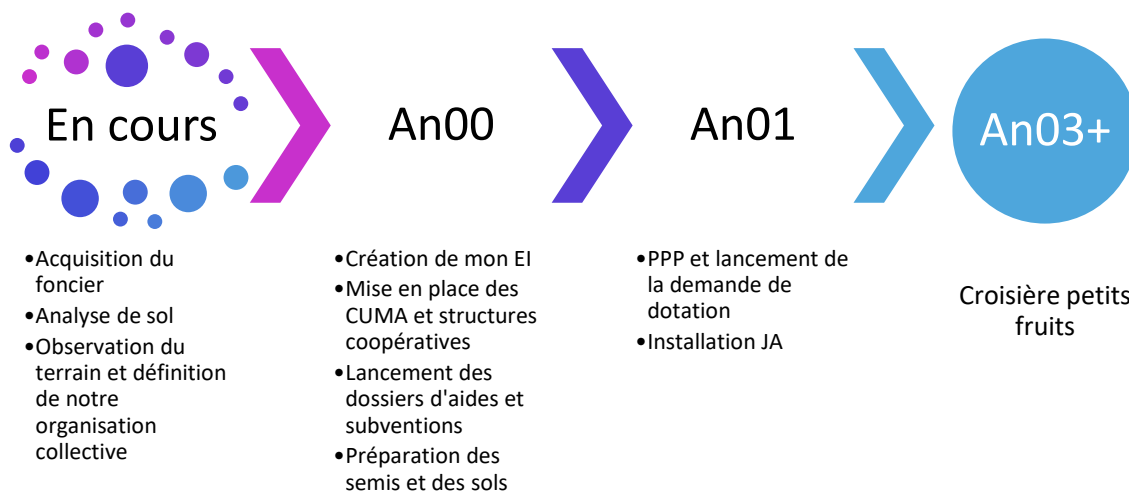 En cours
•Acquisition du
foncier
•Analyse de sol
•Observation du
terrain et définition
de notre
organisation
collective
An00
•Création de mon EI
•Mise en place des
CUMA et structures
coopératives
•Lancement des
dossiers d'aides et
subventions
•Préparation des
semis et des sols
An01
•PPP et lancement de
la demande de
dotation
•Installation JA
An03+
Croisière petits
fruits